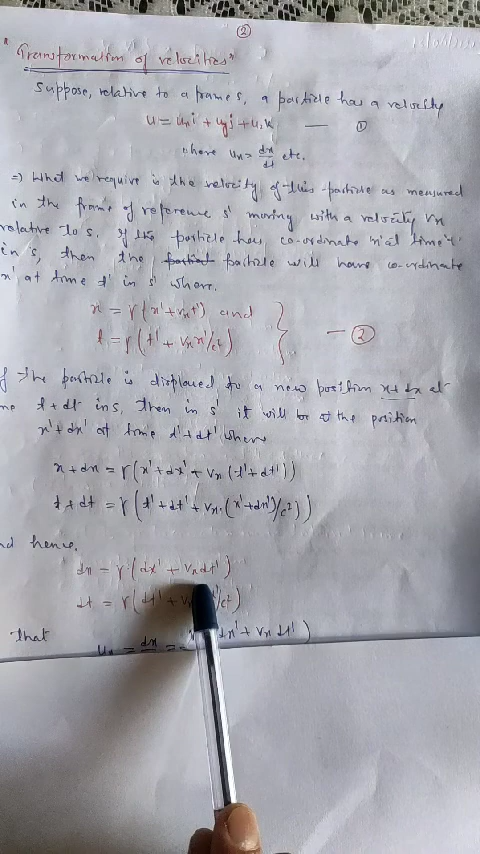 ②
"Transformation of velocities"
Suppose, relative to a frame s, a particle has a velocity
u = uxi + uyj + uzk — ①
where ux = dx/dt etc.
=> What we require is the velocity of this particle as measured
in the frame of reference s' moving with a velocity vx
relative to s. If the particle has co-ordinate x at time t
in s, then the particle will have co-ordinate
x' at time t' in s' where.
x = γ(x' + vxt') and
t = γ(t' + vxx'/c²) } — ②
If the particle is displaced to a new position x+dx at
t+dt in s, then in s' it will be the position
x'+dx' at time t'+dt' where
x+dx = γ(x'+dx' + vx(t'+dt'))
t+dt = γ(t'+dt'+vx.(x'+dx')/c²))
hence,
dx = γ(dx' + vxdt')
dt = γ(dt' + /c²)
that
ux = dx = dx' + vx dt')